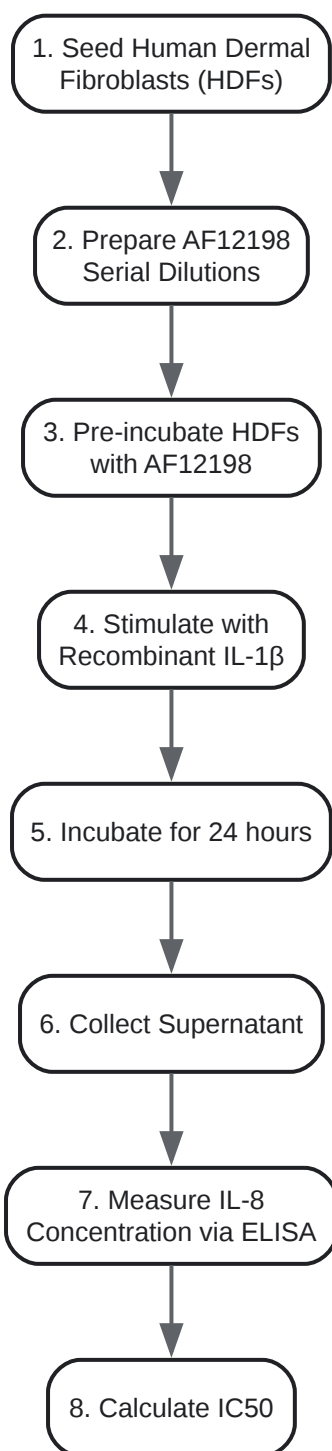 1. Seed Human Dermal
Fibroblasts (HDFs)
2. Prepare AF12198
Serial Dilutions
3. Pre-incubate HDFs
with AF12198
4. Stimulate with
Recombinant IL-1β
5. Incubate for 24 hours
6. Collect Supernatant
7. Measure IL-8
Concentration via ELISA
8. Calculate IC50